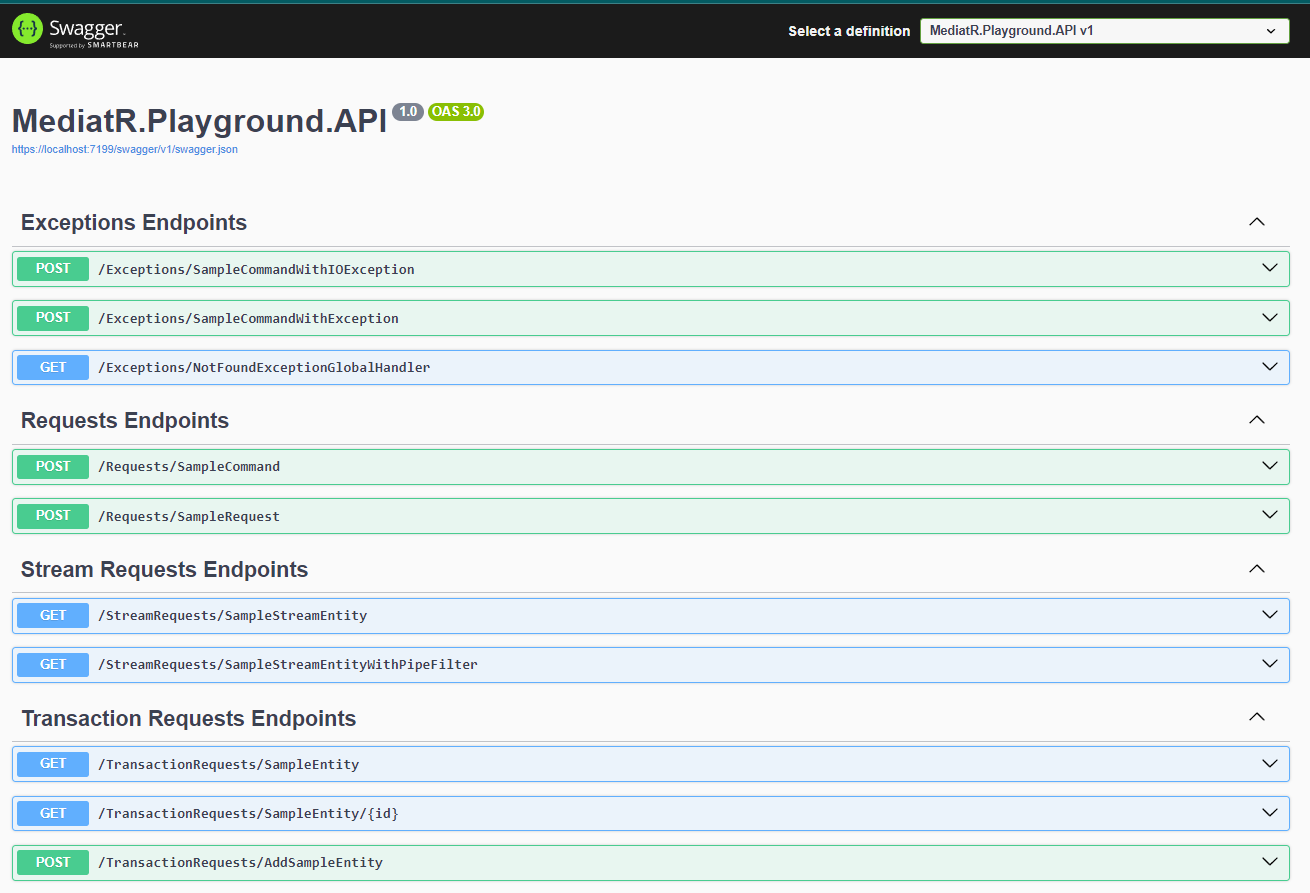 Swagger.
Supported by SMARTBEAR
Select a definition
MediatR.Playground.API v1
MediatR.Playground.API 1.0 OAS 3.0
https://localhost:7199/swagger/v1/swagger.json
Exceptions Endpoints
POST /Exceptions/SampleCommandWithIOException
POST /Exceptions/SampleCommandWithException
GET /Exceptions/NotFoundExceptionGlobalHandler
Requests Endpoints
POST /Requests/SampleCommand
POST /Requests/SampleRequest
Stream Requests Endpoints
GET /StreamRequests/SampleStreamEntity
GET /StreamRequests/SampleStreamEntityWithPipeFilter
Transaction Requests Endpoints
GET /TransactionRequests/SampleEntity
GET /TransactionRequests/SampleEntity/{id}
POST /TransactionRequests/AddSampleEntity